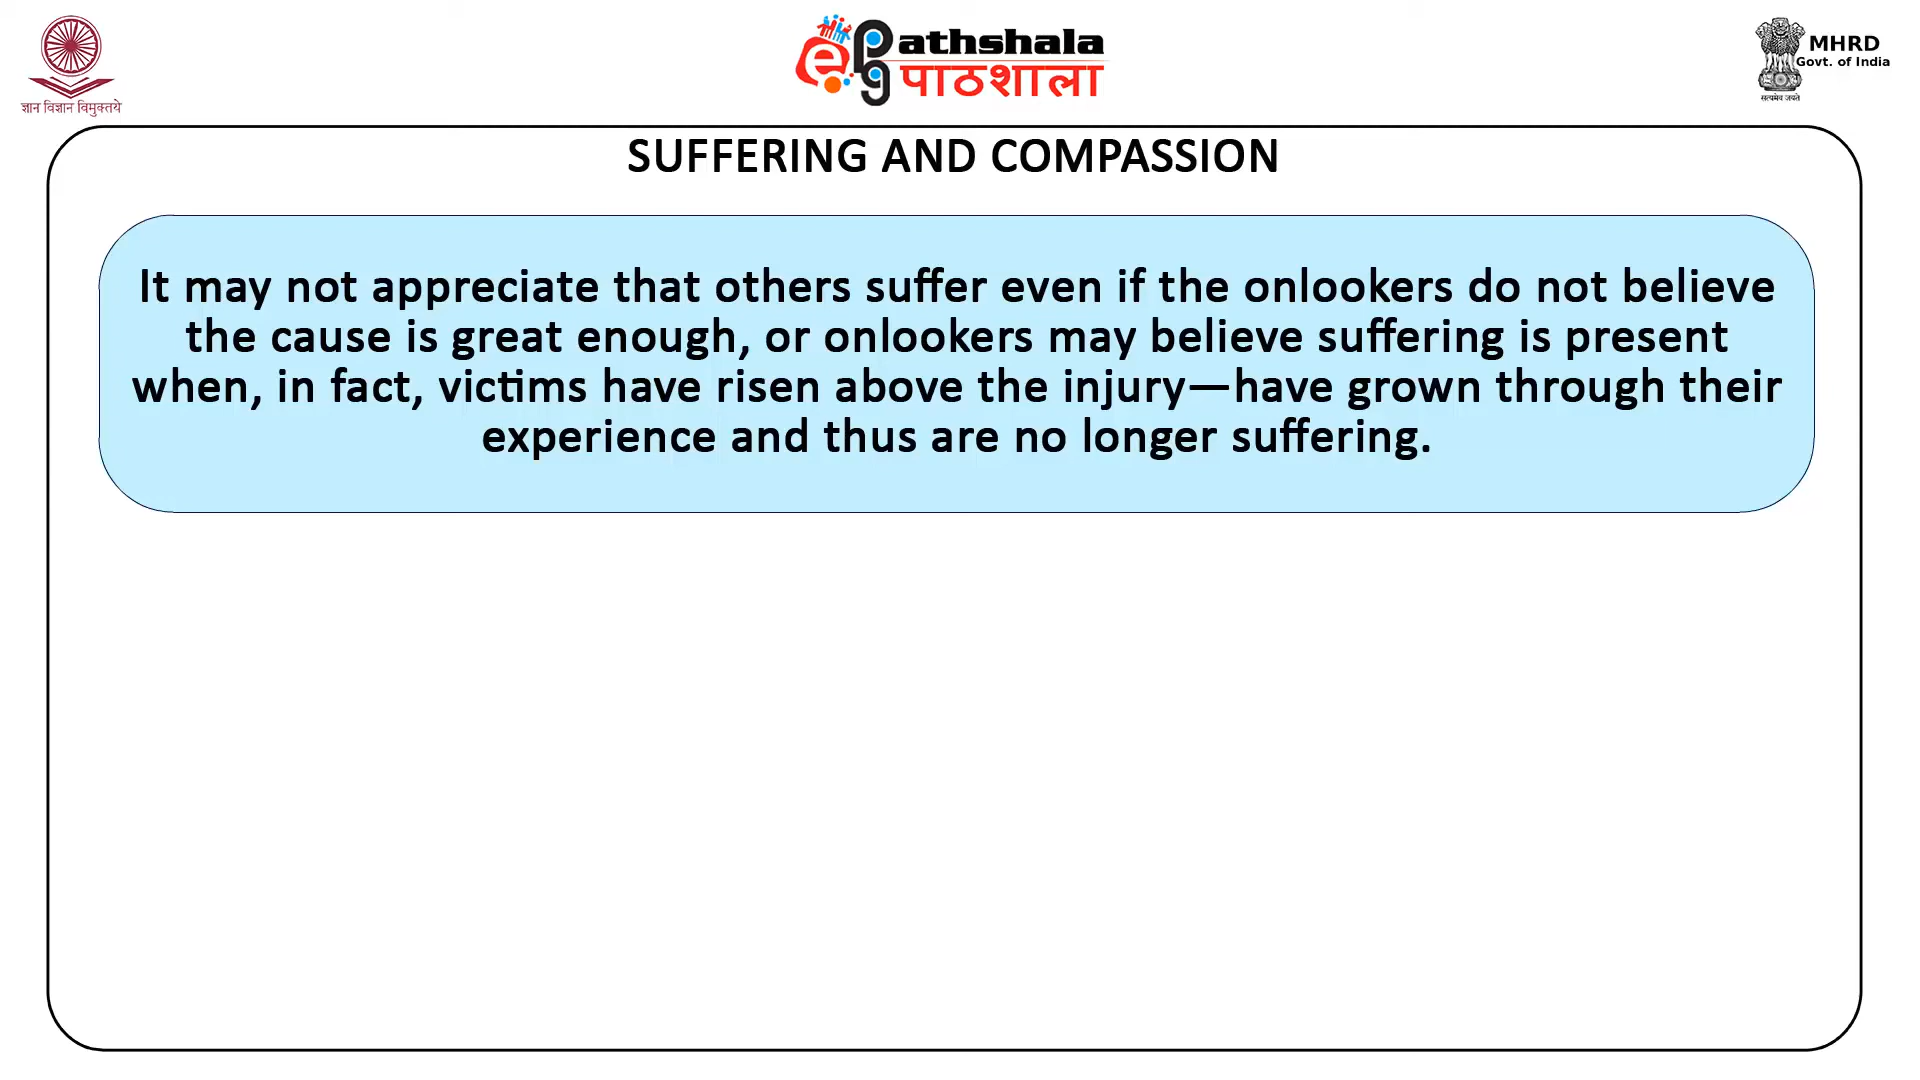 ज्ञान विज्ञान विमुक्तये
e
pg
athshala
पाठशाला
MHRD
Govt. of India
सत्यमेव जयते
SUFFERING AND COMPASSION
It may not appreciate that others suffer even if the onlookers do not believe
the cause is great enough, or onlookers may believe suffering is present
when, in fact, victims have risen above the injury—have grown through their
experience and thus are no longer suffering.